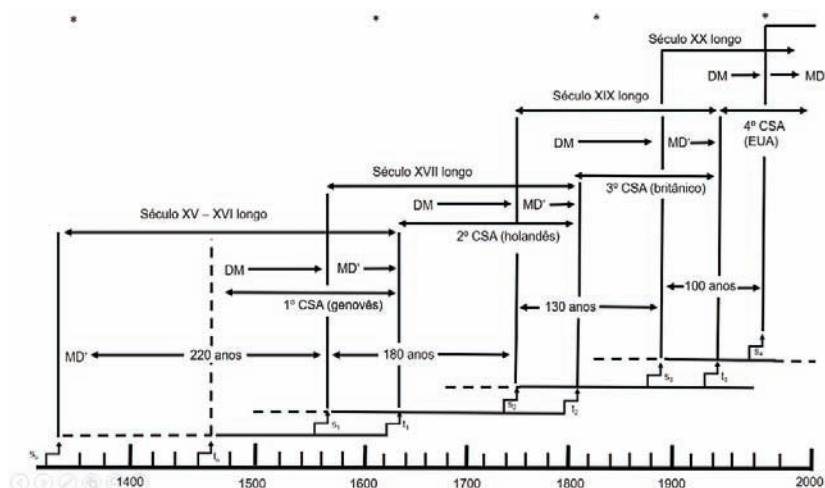 * * * *
Século XX longo
DM MD
Século XIX longo
4º CSA
(EUA)
DM MD'
Século XVII longo
3º CSA (britânico)
DM MD'
Século XV – XVI longo
2º CSA (holandês)
DM MD'
1º CSA (genovês)
100 anos
130 anos
MD' 220 anos 180 anos
S₄
S₃ t₃
S₂ t₂
S₁ t₁
S₀ t₀
1400 1500 1600 1700 1800 1900 2000